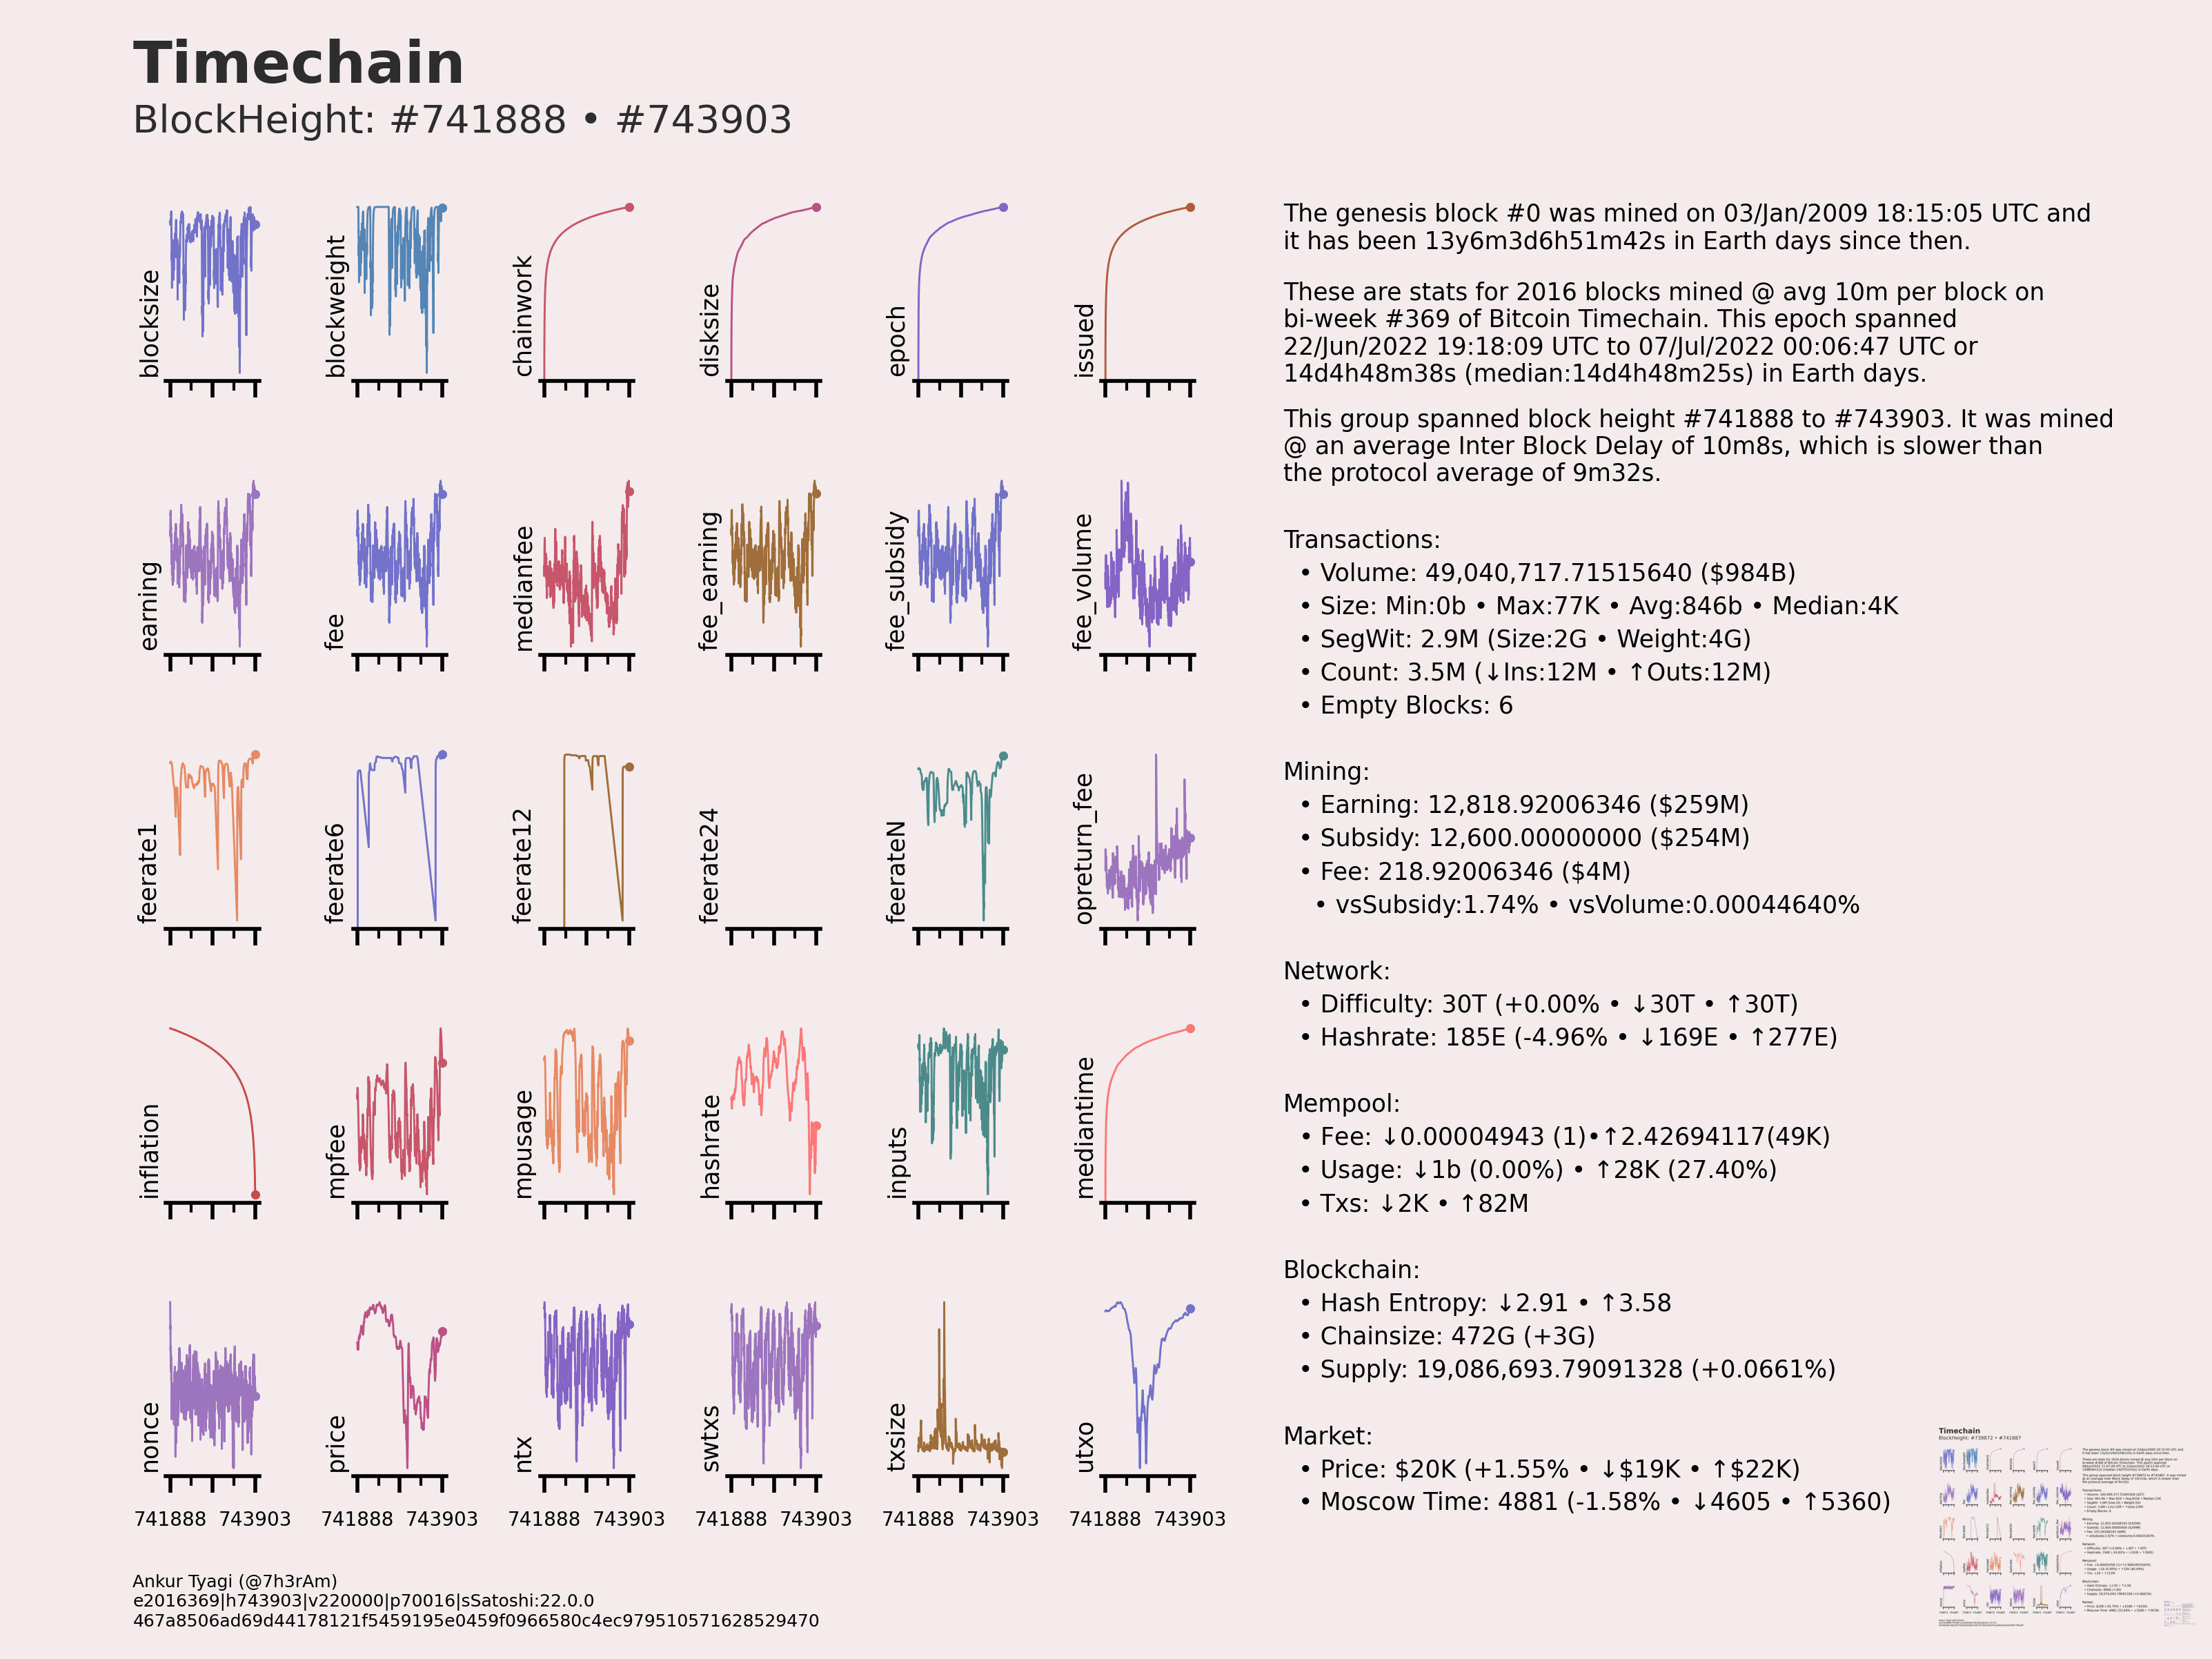 Timechain
BlockHeight: #741888 • #743903
blocksize
blockweight
chainwork
disksize
epoch
issued
earning
fee
medianfee
fee_earning
fee_subsidy
fee_volume
feerate1
feerate6
feerate12
feerate24
feerateN
opreturn_fee
inflation
mpfee
mpusage
hashrate
inputs
mediantime
nonce
price
ntx
swtxs
txsize
utxo
741888 743903 741888 743903 741888 743903 741888 743903 741888 743903 741888 743903
The genesis block #0 was mined on 03/Jan/2009 18:15:05 UTC and
it has been 13y6m3d6h51m42s in Earth days since then.
These are stats for 2016 blocks mined @ avg 10m per block on
bi-week #369 of Bitcoin Timechain. This epoch spanned
22/Jun/2022 19:18:09 UTC to 07/Jul/2022 00:06:47 UTC or
14d4h48m38s (median:14d4h48m25s) in Earth days.
This group spanned block height #741888 to #743903. It was mined
@ an average Inter Block Delay of 10m8s, which is slower than
the protocol average of 9m32s.
Transactions:
• Volume: 49,040,717.71515640 ($984B)
• Size: Min:0b • Max:77K • Avg:846b • Median:4K
• SegWit: 2.9M (Size:2G • Weight:4G)
• Count: 3.5M (↓Ins:12M • ↑Outs:12M)
• Empty Blocks: 6
Mining:
• Earning: 12,818.92006346 ($259M)
• Subsidy: 12,600.00000000 ($254M)
• Fee: 218.92006346 ($4M)
• vsSubsidy:1.74% • vsVolume:0.00044640%
Network:
• Difficulty: 30T (+0.00% • ↓30T • ↑30T)
• Hashrate: 185E (-4.96% • ↓169E • ↑277E)
Mempool:
• Fee: ↓0.00004943 (1)•↑2.42694117(49K)
• Usage: ↓1b (0.00%) • ↑28K (27.40%)
• Txs: ↓2K • ↑82M
Blockchain:
• Hash Entropy: ↓2.91 • ↑3.58
• Chainsize: 472G (+3G)
• Supply: 19,086,693.79091328 (+0.0661%)
Market:
• Price: $20K (+1.55% • ↓$19K • ↑$22K)
• Moscow Time: 4881 (-1.58% • ↓4605 • ↑5360)
Ankur Tyagi (@7h3rAm)
e2016369|h743903|v220000|p70016|sSatoshi:22.0.0
467a8506ad69d44178121f5459195e0459f0966580c4ec979510571628529470
Timechain
BlockHeight: #739872 • #741887